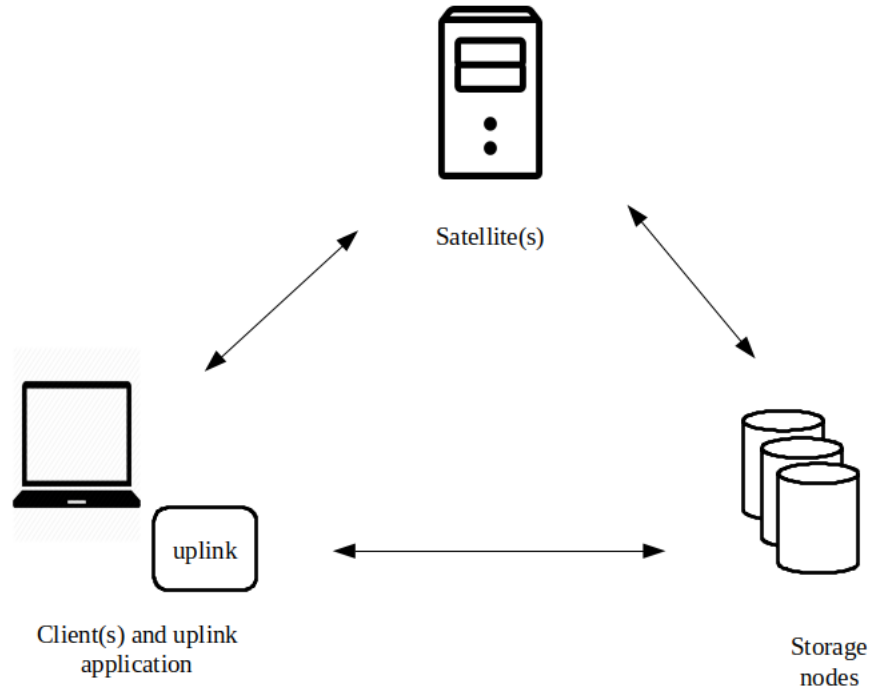 Satellite(s)
uplink
Client(s) and uplink
application
Storage
nodes